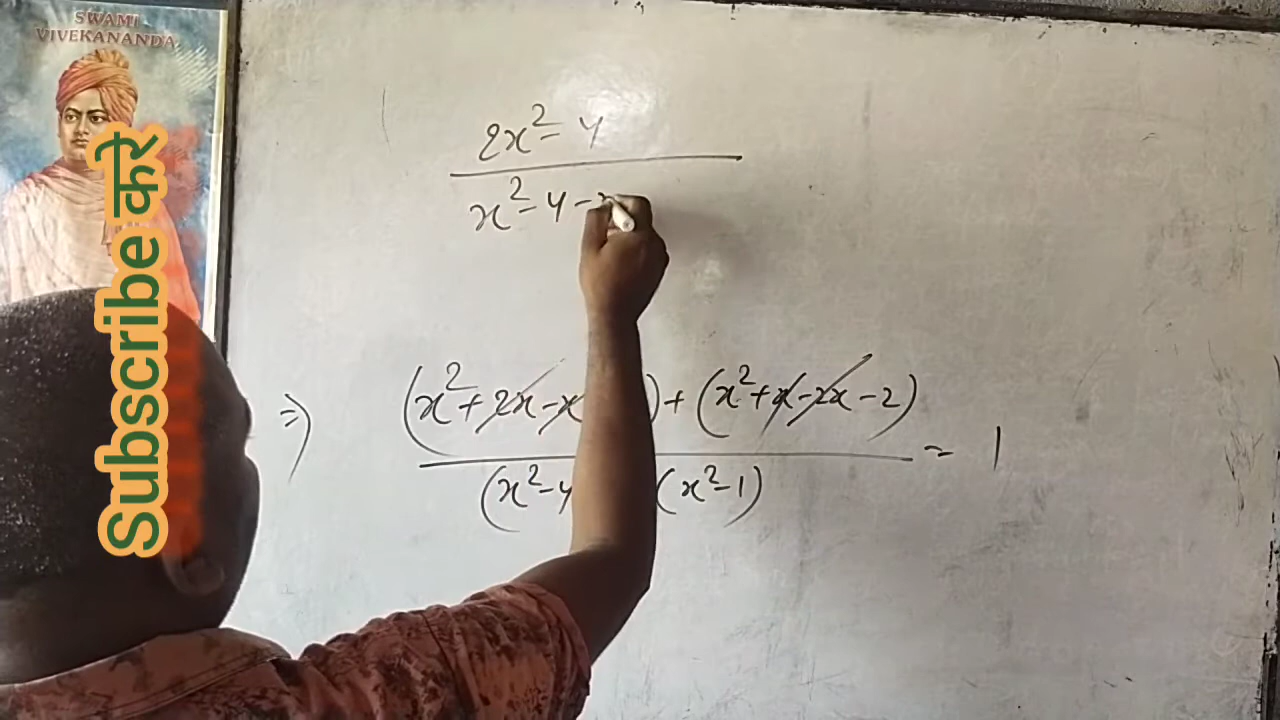 SWAMI
VIVEKANANDA
Subscribe करे
2x² - 4
x² - 4 -
⇒ (x² + 2x - x ) + (x² + x - 2x - 2)
(x² - 4 (x² - 1) = 1